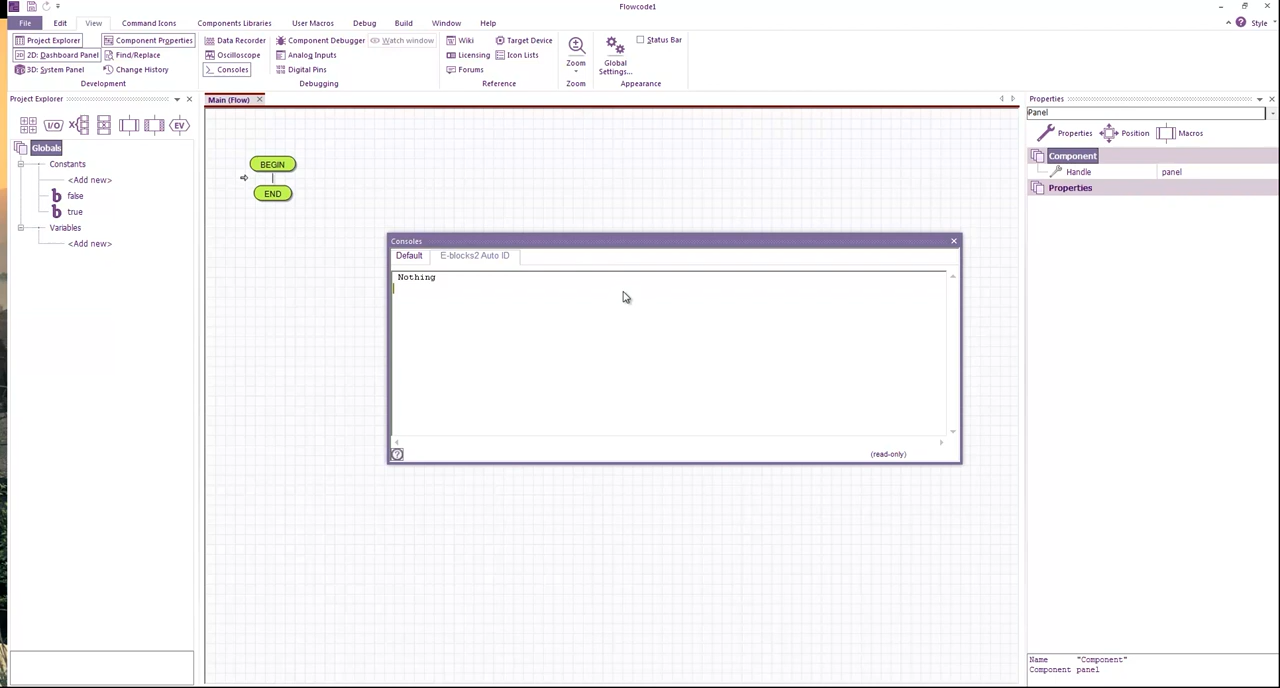 Flowcode1
Style
File Edit View Command Icons Components Libraries User Macros Debug Build Window Help
Project Explorer Component Properties Data Recorder Component Debugger Watch window Wiki Target Device Status Bar
2D: Dashboard Panel Find/Replace Oscilloscope Analog Inputs Licensing Icon Lists Zoom Global Settings...
3D: System Panel Change History Consoles Digital Pins Forums
Development Debugging Reference Zoom Appearance
Project Explorer
Main (Flow)
Properties
Panel
I/O EV
Properties Position Macros
Globals
Component
Constants
Handle panel
<Add new>
Properties
false
true
Variables
<Add new>
BEGIN
END
Consoles
Default E-blocks2 Auto ID
Nothing
(read-only)
Name "Component"
Component panel